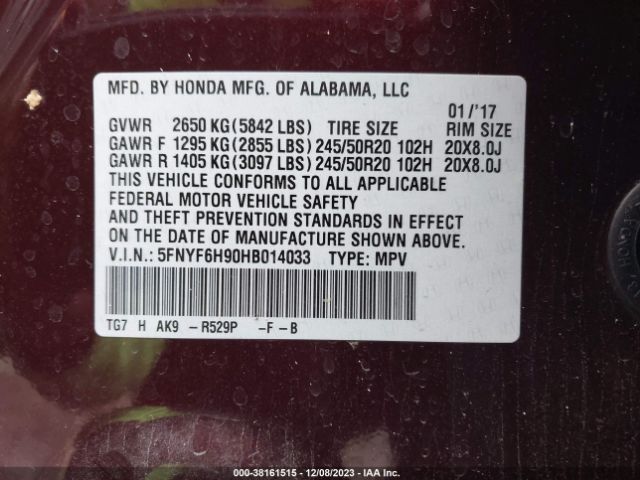 MFD. BY HONDA MFG. OF ALABAMA, LLC
01/'17
GVWR 2650 KG(5842 LBS) TIRE SIZE RIM SIZE
GAWR F 1295 KG(2855 LBS) 245/50R20 102H 20X8.0J
GAWR R 1405 KG(3097 LBS) 245/50R20 102H 20X8.0J
THIS VEHICLE CONFORMS TO ALL APPLICABLE
FEDERAL MOTOR VEHICLE SAFETY
AND THEFT PREVENTION STANDARDS IN EFFECT
ON THE DATE OF MANUFACTURE SHOWN ABOVE.
V.I.N.: 5FNYF6H90HB014033 TYPE: MPV
TG7 H AK9 -R529P -F-B
000-38161515 - 12/08/2023 - IAA Inc.